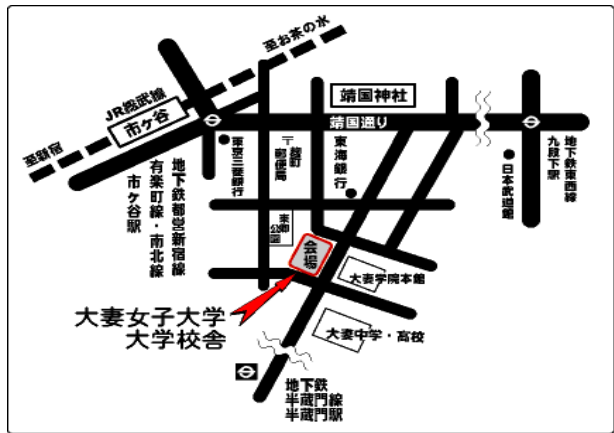 至お茶の水
JR総武線
市ヶ谷
至新宿
靖国神社
靖国通り
地下鉄都営新宿線
有楽町線・南北線
市ヶ谷駅
東京三菱銀行
〒麹町
郵便局
東海銀行
日本武道館
地下鉄東西線
九段下駅
東郷
公園
会場
大妻学院本館
大妻女子大学
大学校舎
大妻中学・高校
地下鉄
半蔵門線
半蔵門駅